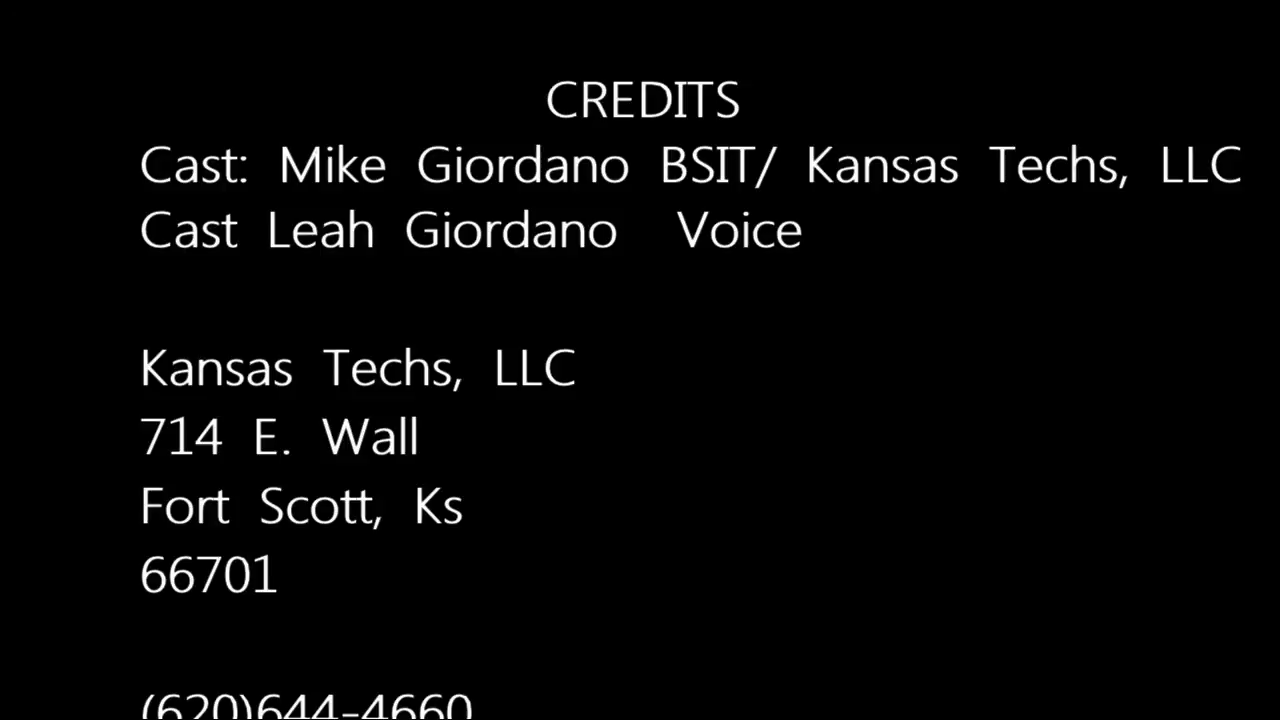 CREDITS
Cast: Mike Giordano BSIT/ Kansas Techs, LLC
Cast Leah Giordano Voice
Kansas Techs, LLC
714 E. Wall
Fort Scott, Ks
66701
(620)644-4660